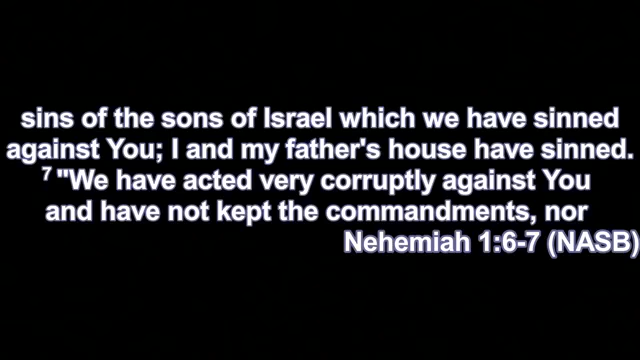 sins of the sons of Israel which we have sinned
against You; I and my father's house have sinned.
7 "We have acted very corruptly against You
and have not kept the commandments, nor
Nehemiah 1:6-7 (NASB)